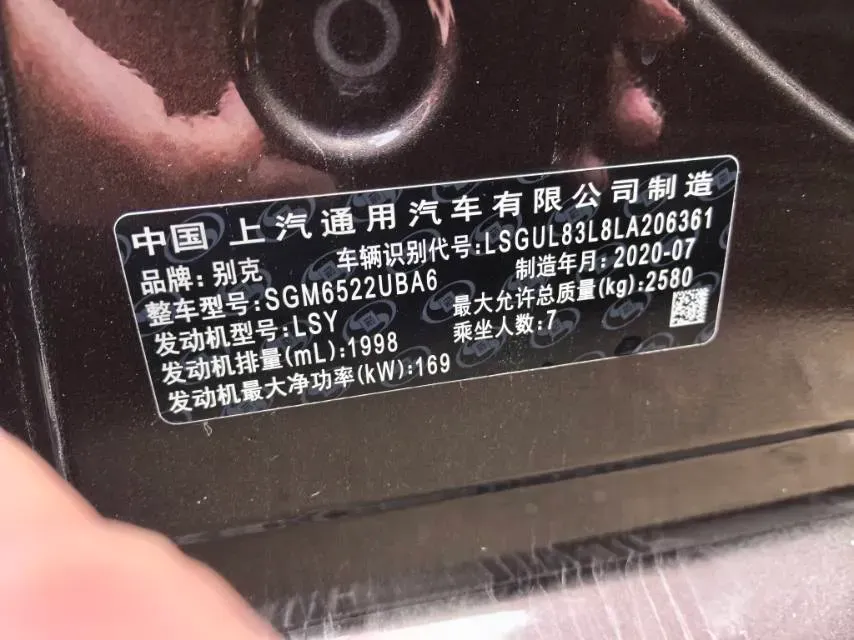 中国 上汽通用汽车有限公司制造
品牌：别克 车辆识别代号：LSGUL83L8LA206361
整车型号：SGM6522UBA6 制造年月：2020-07
发动机型号：LSY 最大允许总质量(kg)：2580
发动机排量(mL)：1998 乘坐人数：7
发动机最大净功率(kW)：169